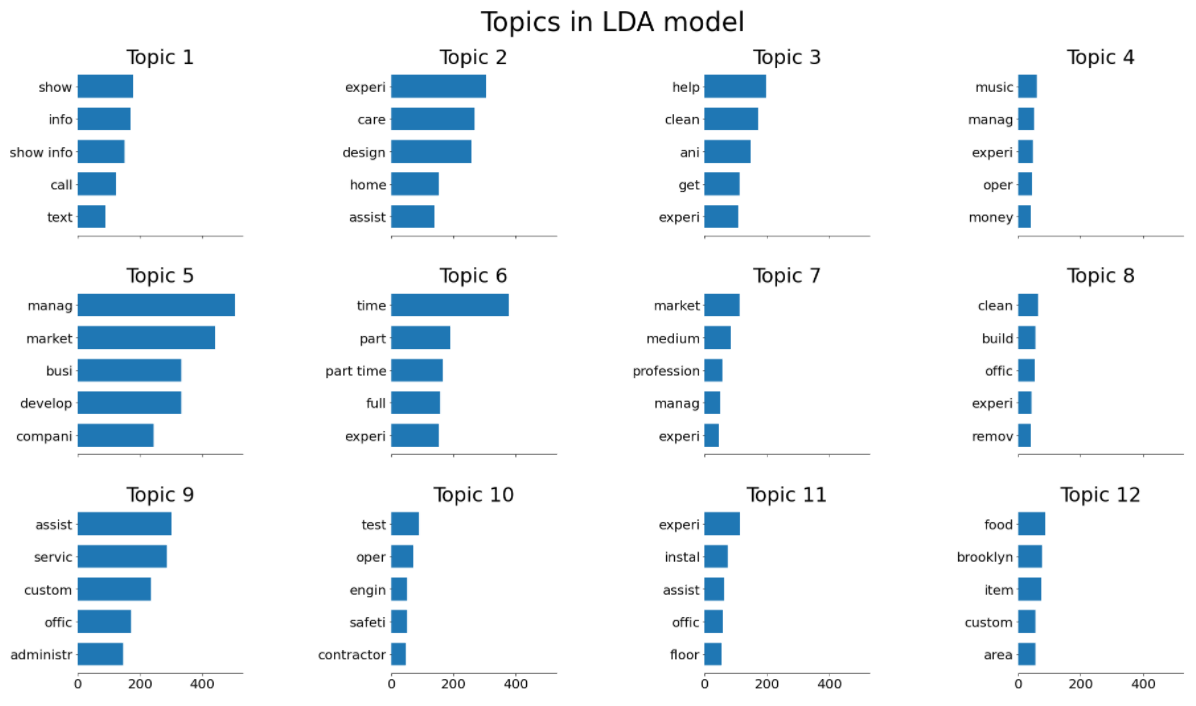 Topics in LDA model
Topic 1
show
info
show info
call
text
Topic 2
experi
care
design
home
assist
Topic 3
help
clean
ani
get
experi
Topic 4
music
manag
experi
oper
money
Topic 5
manag
market
busi
develop
compani
Topic 6
time
part
part time
full
experi
Topic 7
market
medium
profession
manag
experi
Topic 8
clean
build
offic
experi
remov
Topic 9
assist
servic
custom
offic
administr
0 200 400
Topic 10
test
oper
engin
safeti
contractor
0 200 400
Topic 11
experi
instal
assist
offic
floor
0 200 400
Topic 12
food
brooklyn
item
custom
area
0 200 400